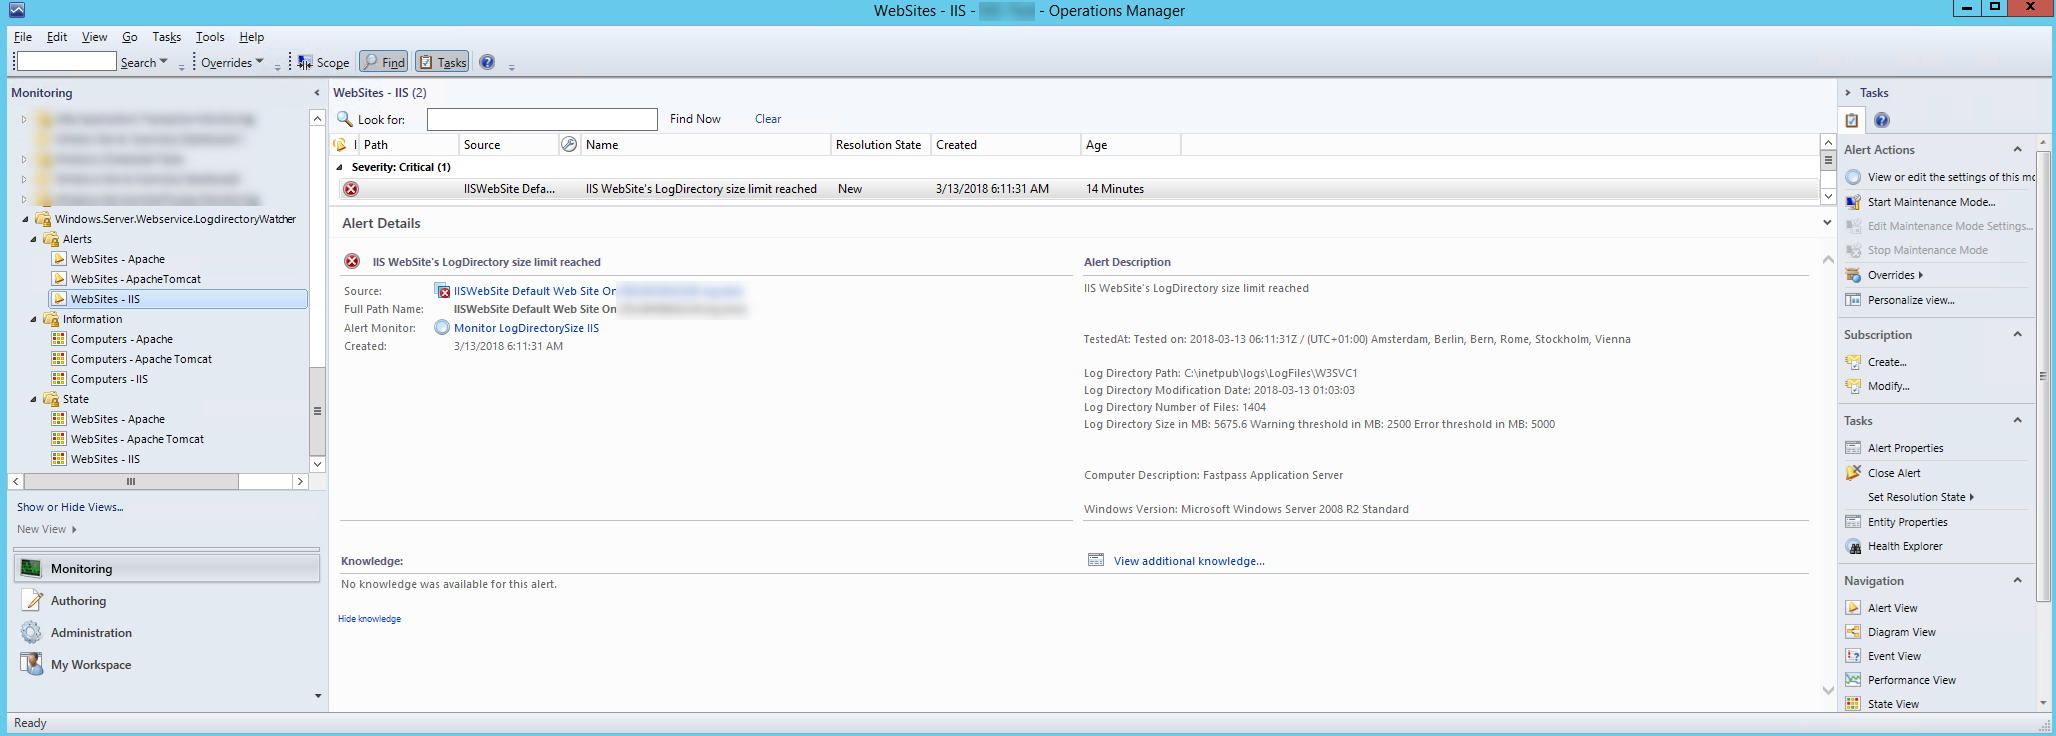 WebSites - IIS -
- Operations Manager
File Edit View Go Tasks Tools Help
Search Overrides Scope Find Tasks
Monitoring
Windows.Server.Webservice.LogdirectoryWatcher
Alerts
WebSites - Apache
WebSites - ApacheTomcat
WebSites - IIS
Information
Computers - Apache
Computers - Apache Tomcat
Computers - IIS
State
WebSites - Apache
WebSites - Apache Tomcat
WebSites - IIS
Show or Hide Views...
New View
Monitoring
Authoring
Administration
My Workspace
Ready
WebSites - IIS (2)
Look for: Find Now Clear
I Path Source Name Resolution State Created Age
Severity: Critical (1)
IISWebSite Defa... IIS WebSite's LogDirectory size limit reached New 3/13/2018 6:11:31 AM 14 Minutes
Alert Details
IIS WebSite's LogDirectory size limit reached
Source: IISWebSite Default Web Site On
Full Path Name: IISWebSite Default Web Site On
Alert Monitor: Monitor LogDirectorySize IIS
Created: 3/13/2018 6:11:31 AM
Alert Description
IIS WebSite's LogDirectory size limit reached
TestedAt: Tested on: 2018-03-13 06:11:31Z / (UTC+01:00) Amsterdam, Berlin, Bern, Rome, Stockholm, Vienna
Log Directory Path: C:\inetpub\logs\LogFiles\W3SVC1
Log Directory Modification Date: 2018-03-13 01:03:03
Log Directory Number of Files: 1404
Log Directory Size in MB: 5675.6 Warning threshold in MB: 2500 Error threshold in MB: 5000
Computer Description: Fastpass Application Server
Windows Version: Microsoft Windows Server 2008 R2 Standard
Knowledge:
View additional knowledge...
No knowledge was available for this alert.
Hide knowledge
Tasks
Alert Actions
View or edit the settings of this mo
Start Maintenance Mode...
Edit Maintenance Mode Settings...
Stop Maintenance Mode
Overrides
Personalize view...
Subscription
Create...
Modify...
Tasks
Alert Properties
Close Alert
Set Resolution State
Entity Properties
Health Explorer
Navigation
Alert View
Diagram View
Event View
Performance View
State View